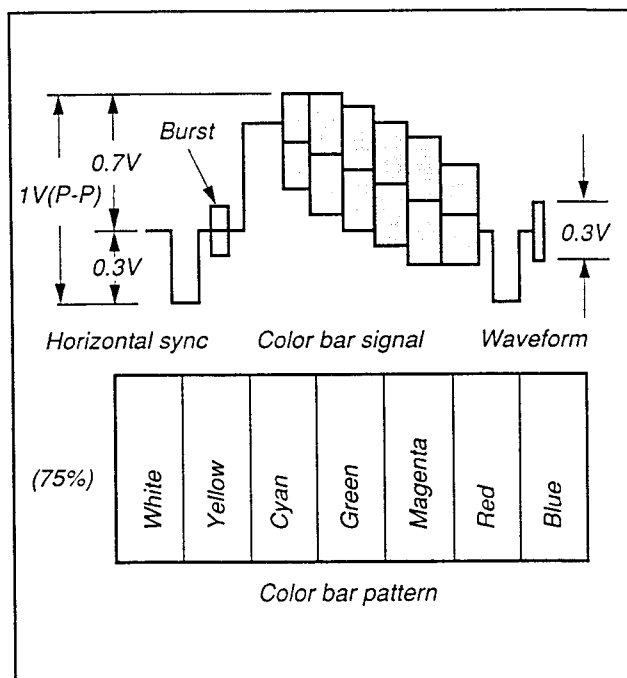 Burst
0.7V
1V(P-P)
0.3V
0.3V
Horizontal sync
Color bar signal
Waveform
(75%)
White
Yellow
Cyan
Green
Magenta
Red
Blue
Color bar pattern